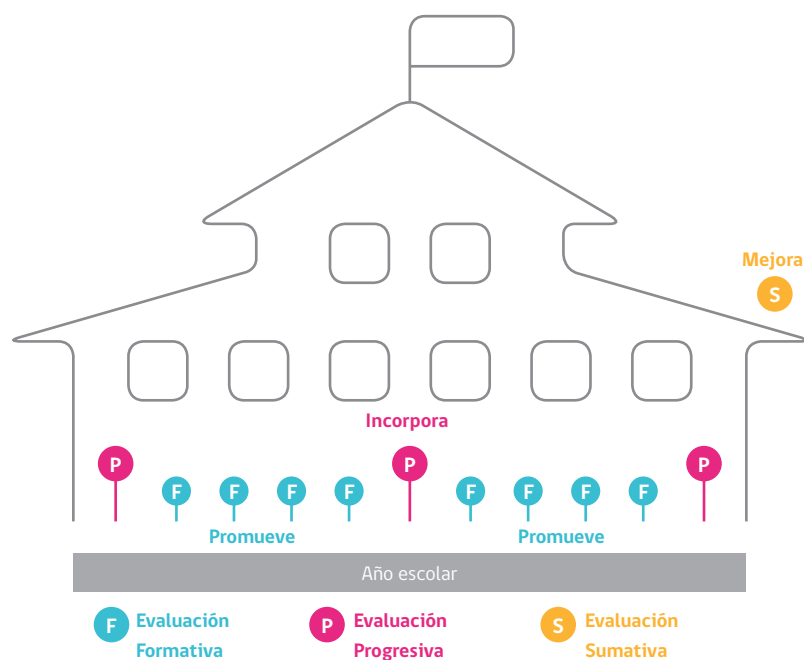 Mejora
S
Incorpora
P P P
F F F F F F F F
Promueve Promueve
Año escolar
F Evaluación Formativa
P Evaluación Progresiva
S Evaluación Sumativa